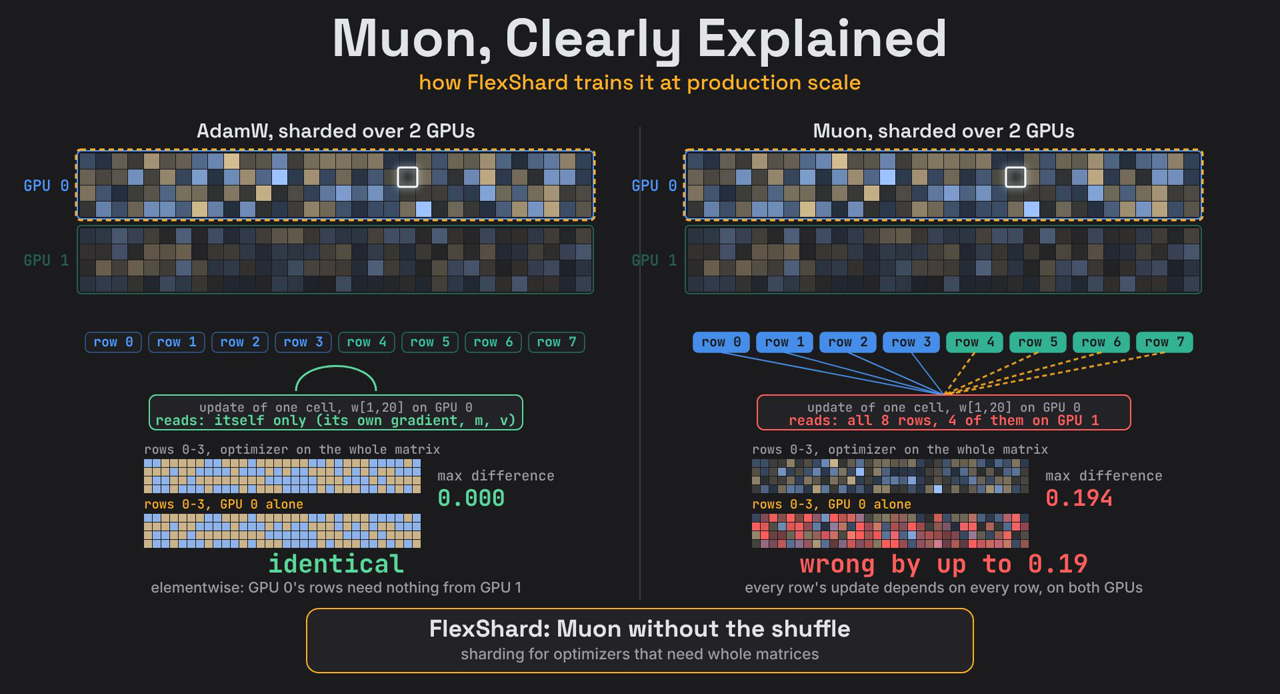 Muon, Clearly Explained
how FlexShard trains it at production scale
AdamW, sharded over 2 GPUs
GPU 0
GPU 1
row 0 row 1 row 2 row 3 row 4 row 5 row 6 row 7
update of one cell, w[1,20] on GPU 0
reads: itself only (its own gradient, m, v)
rows 0-3, optimizer on the whole matrix
max difference
0.000
rows 0-3, GPU 0 alone
identical
elementwise: GPU 0's rows need nothing from GPU 1
Muon, sharded over 2 GPUs
GPU 0
GPU 1
row 0 row 1 row 2 row 3 row 4 row 5 row 6 row 7
update of one cell, w[1,20] on GPU 0
reads: all 8 rows, 4 of them on GPU 1
rows 0-3, optimizer on the whole matrix
max difference
0.194
rows 0-3, GPU 0 alone
wrong by up to 0.19
every row's update depends on every row, on both GPUs
FlexShard: Muon without the shuffle
sharding for optimizers that need whole matrices